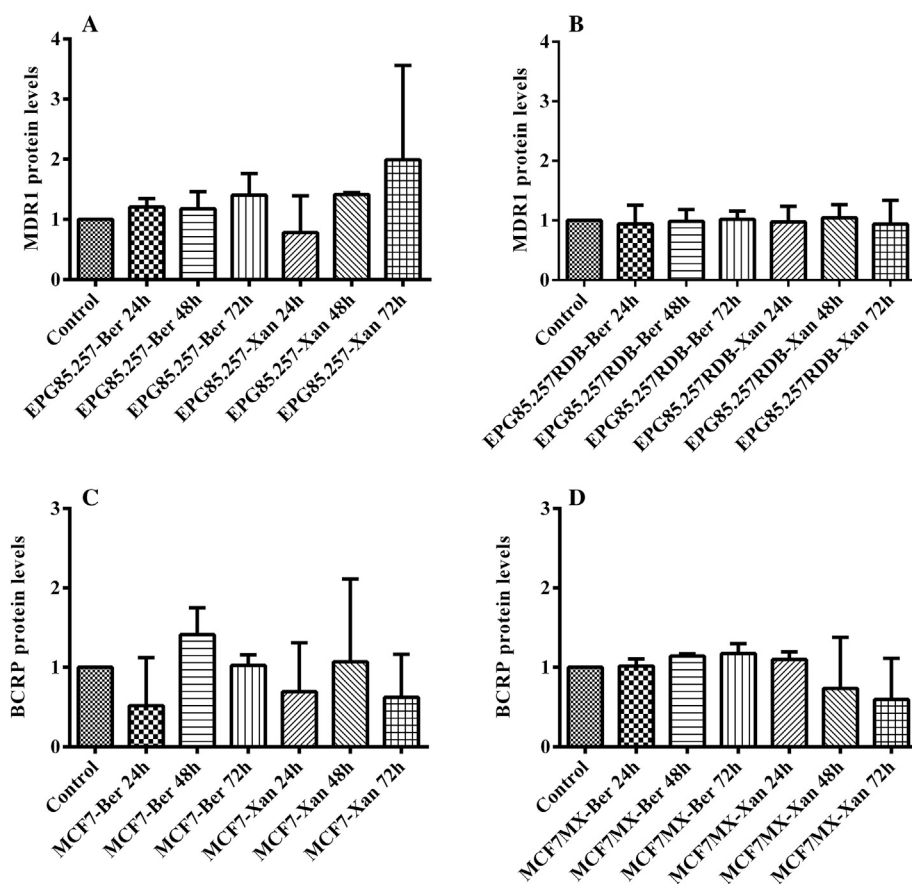 A
MDR1 protein levels
4
3
2
1
0
Control
EPG85.257-Ber 24h
EPG85.257-Ber 48h
EPG85.257-Ber 72h
EPG85.257-Xan 24h
EPG85.257-Xan 48h
EPG85.257-Xan 72h
B
MDR1 protein levels
4
3
2
1
0
Control
EPG85.257RDB-Ber 24h
EPG85.257RDB-Ber 48h
EPG85.257RDB-Ber 72h
EPG85.257RDB-Xan 24h
EPG85.257RDB-Xan 48h
EPG85.257RDB-Xan 72h
C
BCRP protein levels
3
2
1
0
Control
MCF7-Ber 24h
MCF7-Ber 48h
MCF7-Ber 72h
MCF7-Xan 24h
MCF7-Xan 48h
MCF7-Xan 72h
D
BCRP protein levels
3
2
1
0
Control
MCF7MX-Ber 24h
MCF7MX-Ber 48h
MCF7MX-Ber 72h
MCF7MX-Xan 24h
MCF7MX-Xan 48h
MCF7MX-Xan 72h